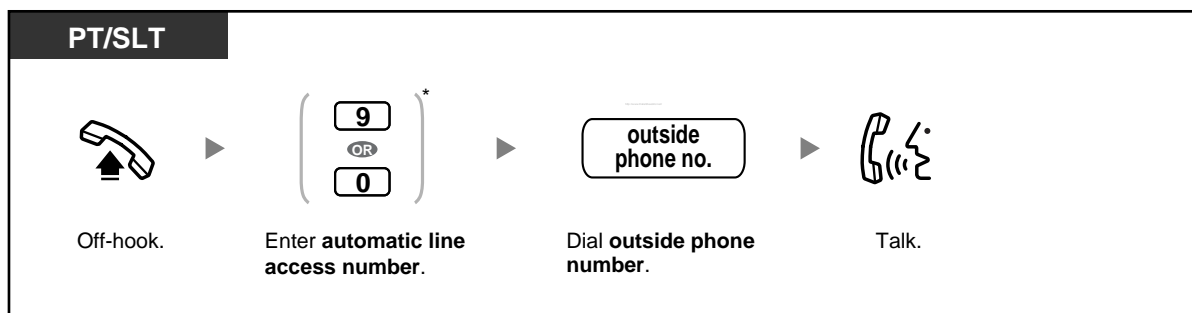 PT/SLT
9
OR
0
*
outside
phone no.
Off-hook.
Enter automatic line
access number.
Dial outside phone
number.
Talk.